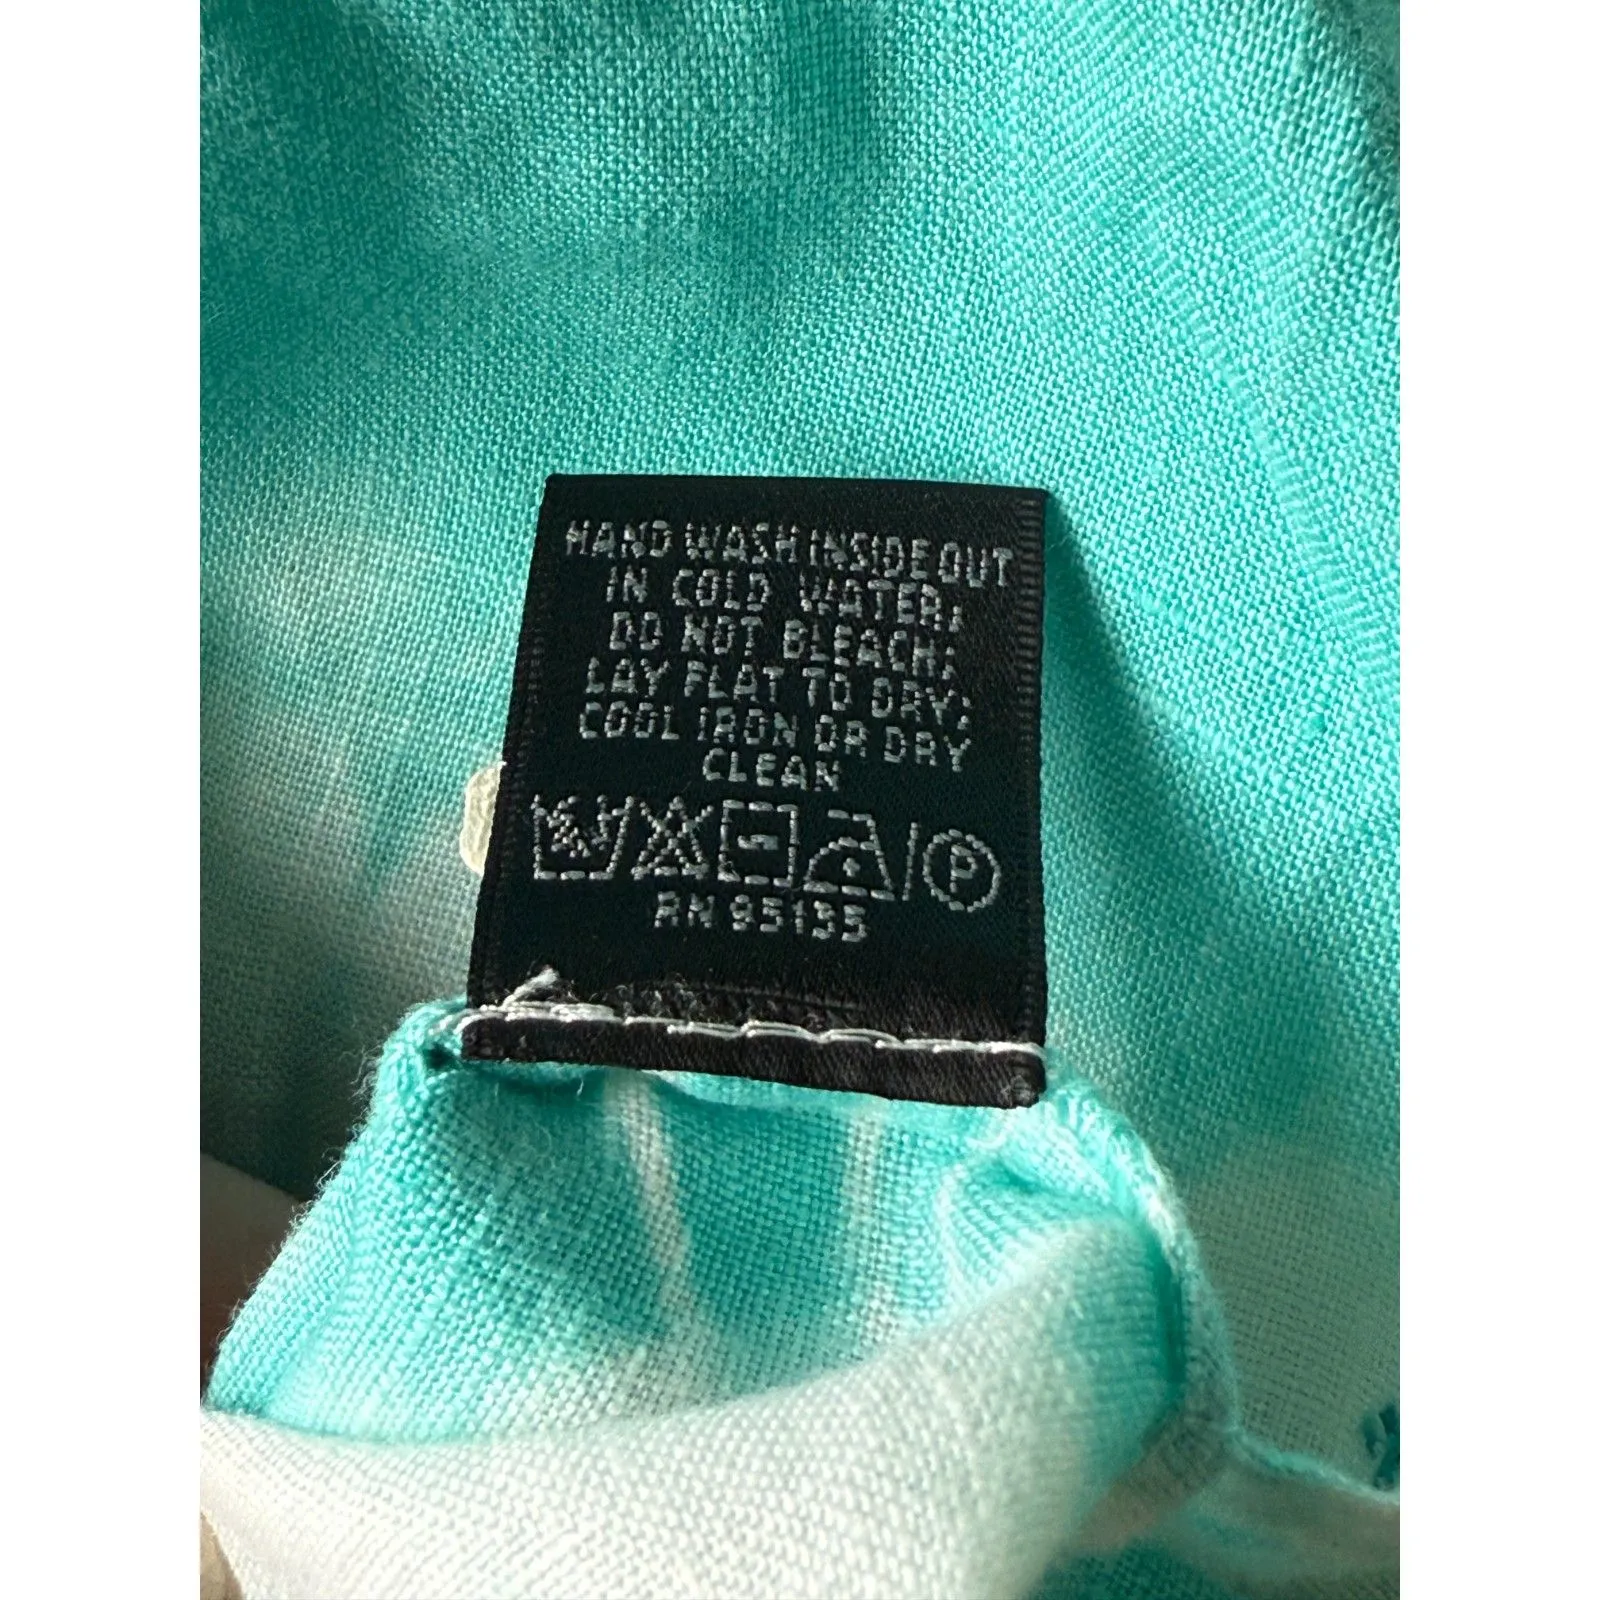 HAND WASH INSIDE OUT
IN COLD WATER;
DO NOT BLEACH;
LAY FLAT TO DRY;
COOL IRON OR DRY
CLEAN
P
RN 95135